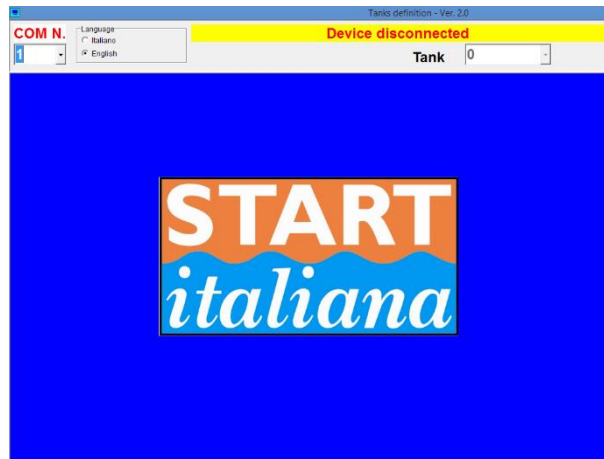 Tanks definition - Ver. 2.0
COM N.
1
Language
Italiano
English
Device disconnected
Tank
0
START
italiana